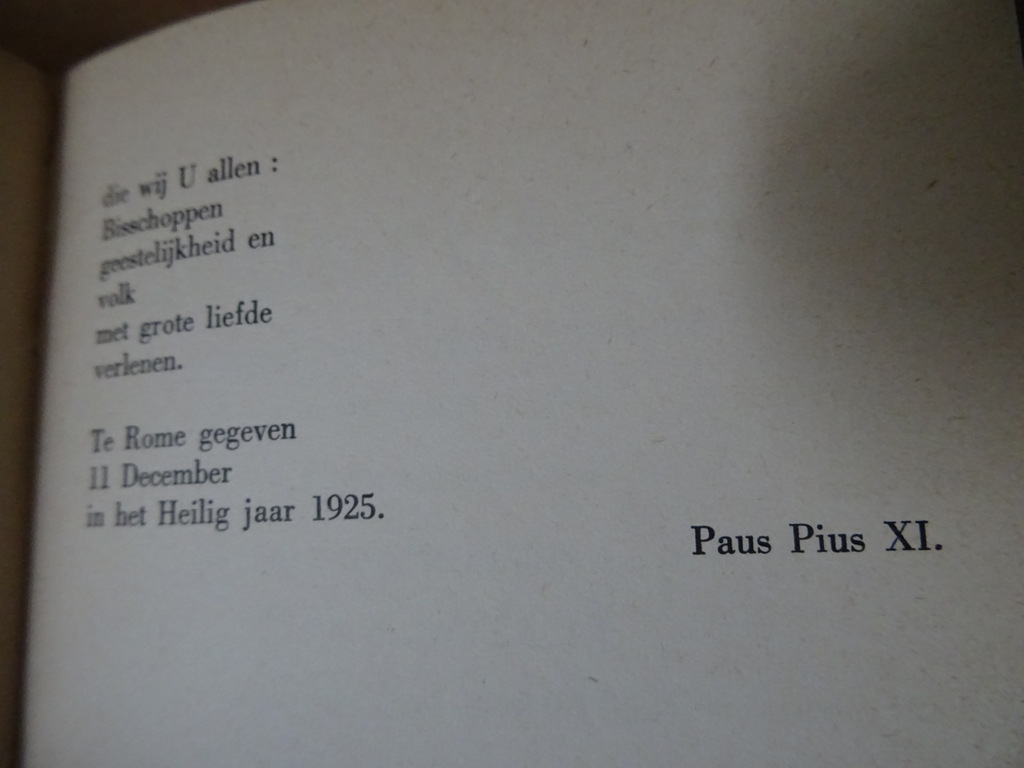 die wij U allen :
Bisschoppen
geestelijkheid en
volk
met grote liefde
verlenen.
Te Rome gegeven
11 December
in het Heilig jaar 1925.
Paus Pius XI.